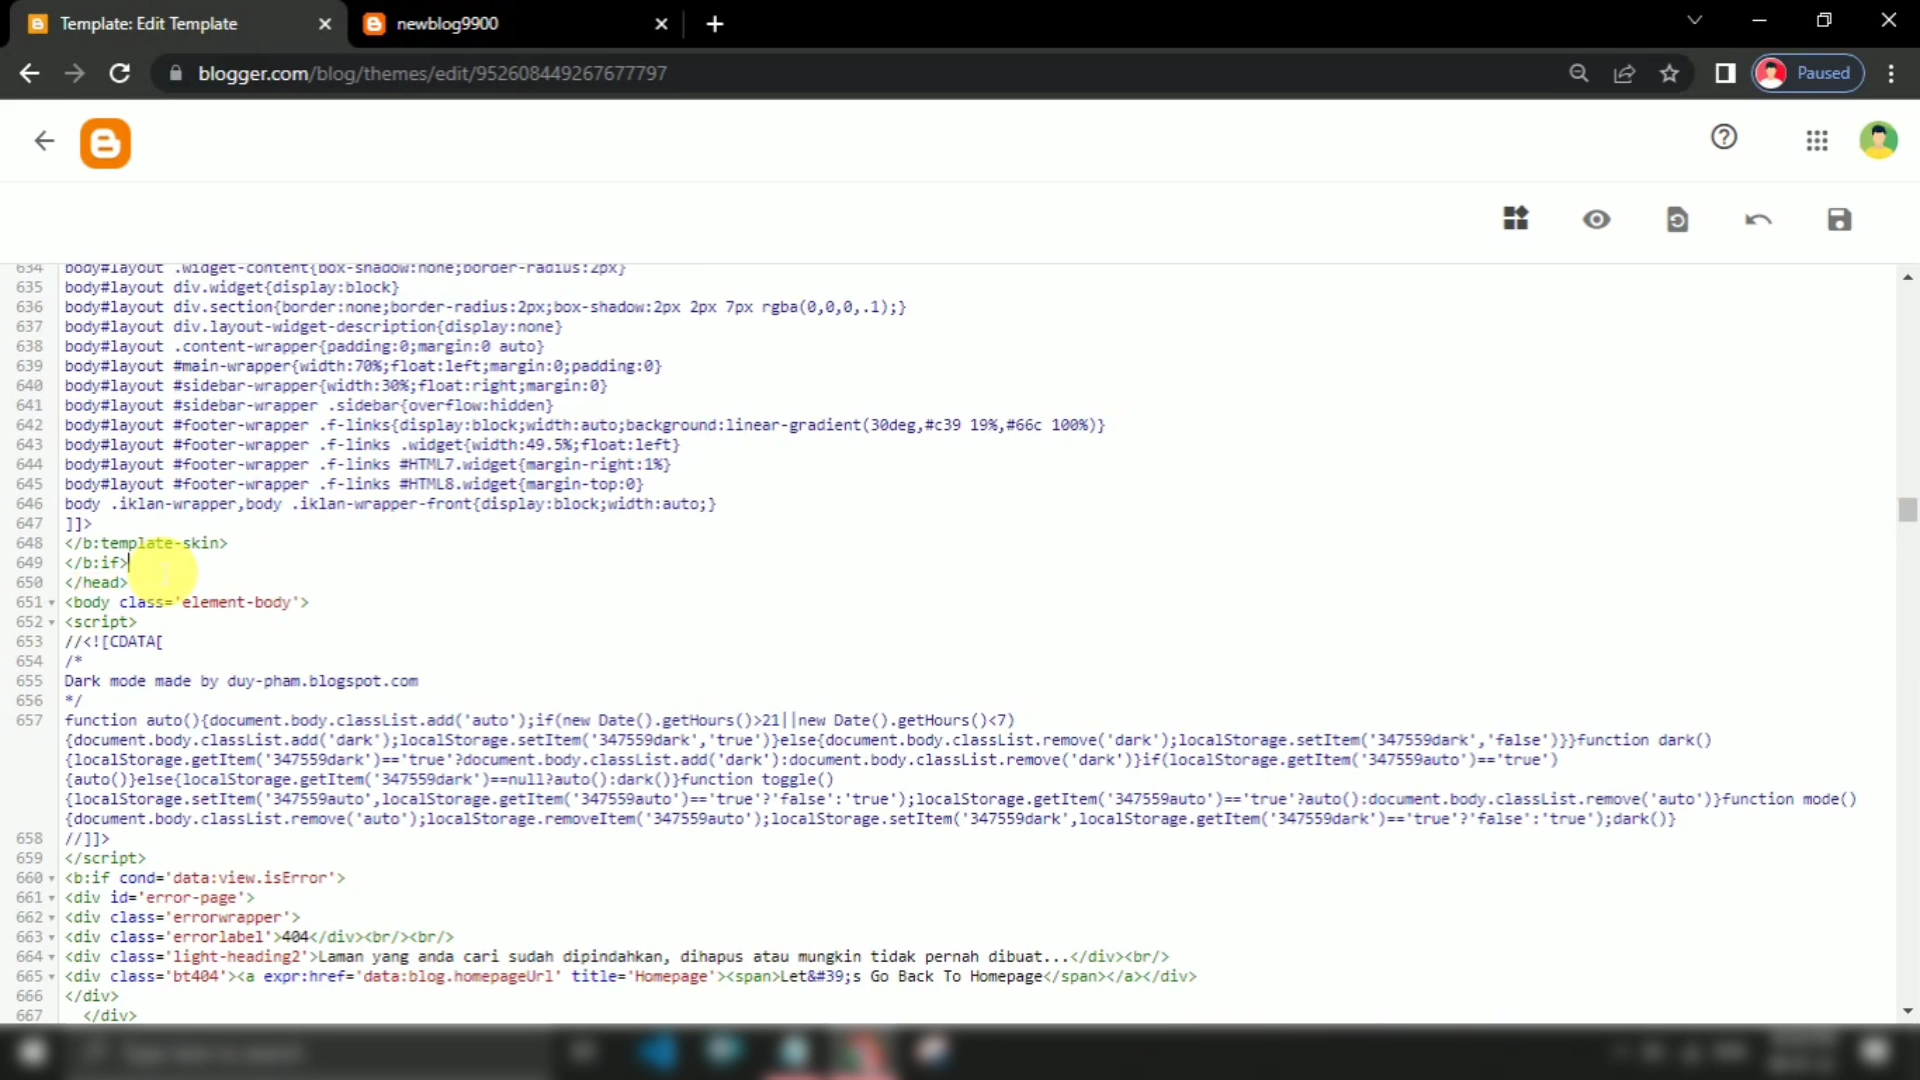 Template: Edit Template
newblog9900
blogger.com/blog/themes/edit/952608449267677797
Paused
634 body#layout .widget-content{box-shadow:none;border-radius:2px}
635 body#layout div.widget{display:block}
636 body#layout div.section{border:none;border-radius:2px;box-shadow:2px 2px 7px rgba(0,0,0,.1);}
637 body#layout div.layout-widget-description{display:none}
638 body#layout .content-wrapper{padding:0;margin:0 auto}
639 body#layout #main-wrapper{width:70%;float:left;margin:0;padding:0}
640 body#layout #sidebar-wrapper{width:30%;float:right;margin:0}
641 body#layout #sidebar-wrapper .sidebar{overflow:hidden}
642 body#layout #footer-wrapper .f-links{display:block;width:auto;background:linear-gradient(30deg,#c39 19%,#66c 100%)}
643 body#layout #footer-wrapper .f-links .widget{width:49.5%;float:left}
644 body#layout #footer-wrapper .f-links #HTML7.widget{margin-right:1%}
645 body#layout #footer-wrapper .f-links #HTML8.widget{margin-top:0}
646 body .iklan-wrapper,body .iklan-wrapper-front{display:block;width:auto;}
647 ]]>
648 </b:template-skin>
649 </b:if>
650 </head>
651 <body class='element-body'>
652 <script>
653 //<![CDATA[
654 /*
655 Dark mode made by duy-pham.blogspot.com
656 */
657 function auto(){document.body.classList.add('auto');if(new Date().getHours()>21||new Date().getHours()<7)
{document.body.classList.add('dark');localStorage.setItem('347559dark','true')}else{document.body.classList.remove('dark');localStorage.setItem('347559dark','false')}}function dark()
{localStorage.getItem('347559dark')=='true'?document.body.classList.add('dark'):document.body.classList.remove('dark')}if(localStorage.getItem('347559auto')=='true')
{auto()}else{localStorage.getItem('347559dark')==null?auto():dark()}function toggle()
{localStorage.setItem('347559auto',localStorage.getItem('347559auto')=='true'?'false':'true');localStorage.getItem('347559auto')=='true'?auto():document.body.classList.remove('auto')}function mode()
{document.body.classList.remove('auto');localStorage.removeItem('347559auto');localStorage.setItem('347559dark',localStorage.getItem('347559dark')=='true'?'false':'true');dark()}
658 //]]>
659 </script>
660 <b:if cond='data:view.isError'>
661 <div id='error-page'>
662 <div class='errorwrapper'>
663 <div class='errorlabel'>404</div><br/><br/>
664 <div class='light-heading2'>Laman yang anda cari sudah dipindahkan, dihapus atau mungkin tidak pernah dibuat...</div><br/>
665 <div class='bt404'><a expr:href='data:blog.homepageUrl' title='Homepage'><span>Let&#39;s Go Back To Homepage</span></a></div>
666 </div>
667 </div>
Type here to search